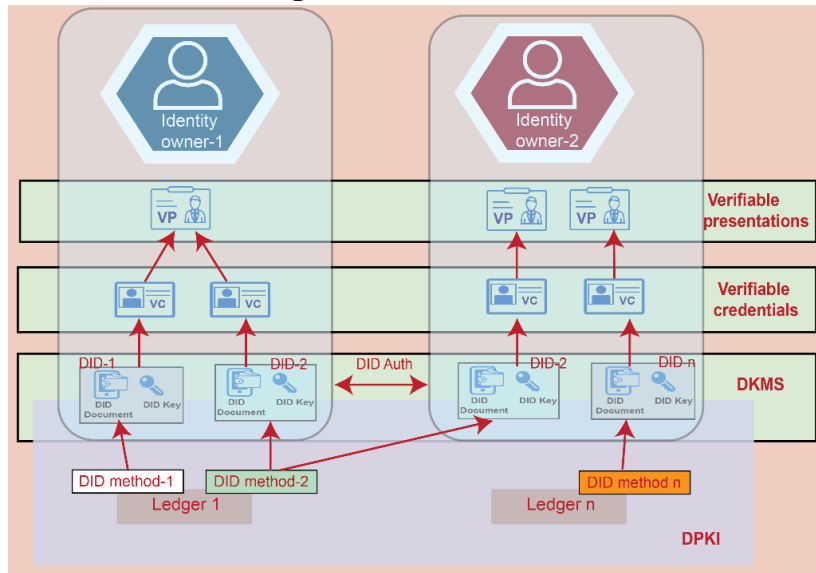 Identity
owner-1
Identity
owner-2
VP
VP
VP
Verifiable
presentations
VC
VC
VC
VC
Verifiable
credentials
DID-1
DID-2
DID Auth
DID-2
DID-n
DKMS
DID
Document
DID Key
DID
Document
DID Key
DID
Document
DID Key
DID
Document
DID Key
DID method-1
DID method-2
DID method n
Ledger 1
Ledger n
DPKI